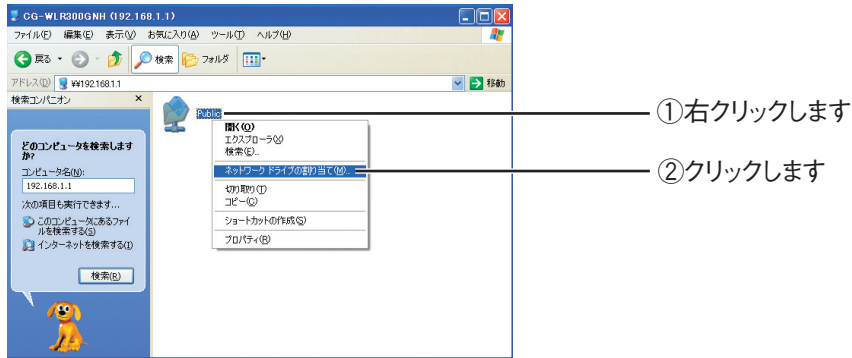 CG-WLR300GNH (192.168.1.1)
ファイル(F) 編集(E) 表示(V) お気に入り(A) ツール(T) ヘルプ(H)
戻る 検索 フォルダ
アドレス(D) ¥¥192.168.1.1 移動
検索コンパニオン ×
どのコンピュータを検索します
か?
コンピュータ名(N):
192.168.1.1
次の項目も実行できます...
このコンピュータにあるファイ
ルを検索する(S)
インターネットを検索する(I)
検索(R)
Public
開く(O)
エクスプローラ(X)
検索(E)...
ネットワーク ドライブの割り当て(M)...
切り取り(T)
コピー(C)
ショートカットの作成(S)
プロパティ(R)
①右クリックします
②クリックします